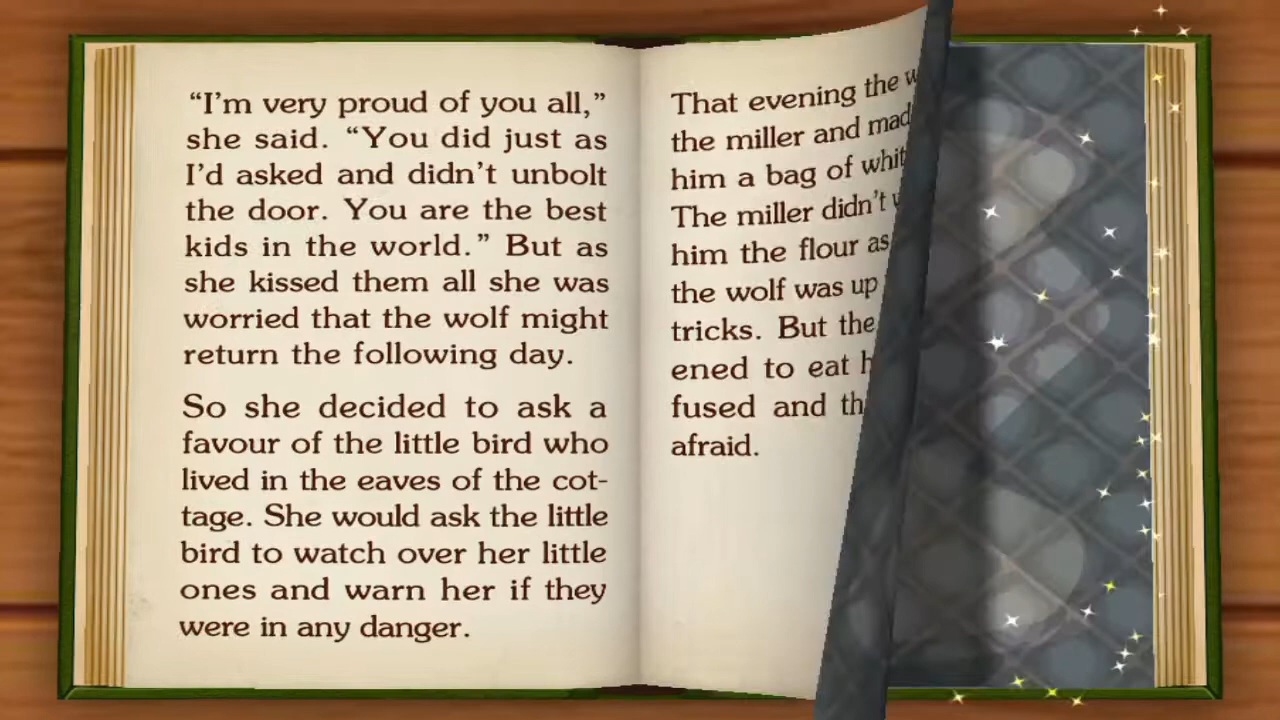 “I’m very proud of you all,”
she said. “You did just as
I’d asked and didn’t unbolt
the door. You are the best
kids in the world.” But as
she kissed them all she was
worried that the wolf might
return the following day.
So she decided to ask a
favour of the little bird who
lived in the eaves of the cot-
tage. She would ask the little
bird to watch over her little
ones and warn her if they
were in any danger.
That evening the
the miller and
him a bag of
The miller didn’t
him the flour as
the wolf was up
tricks. But the
ened to eat
fused and
afraid.